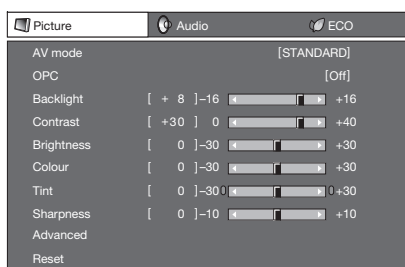 Picture Audio ECO
AV mode [STANDARD]
OPC [Off]
Backlight [ + 8 ] –16 +16
Contrast [ +30 ] 0 +40
Brightness [ 0 ] –30 +30
Colour [ 0 ] –30 +30
Tint [ 0 ] –30 +30
Sharpness [ 0 ] –10 +10
Advanced
Reset